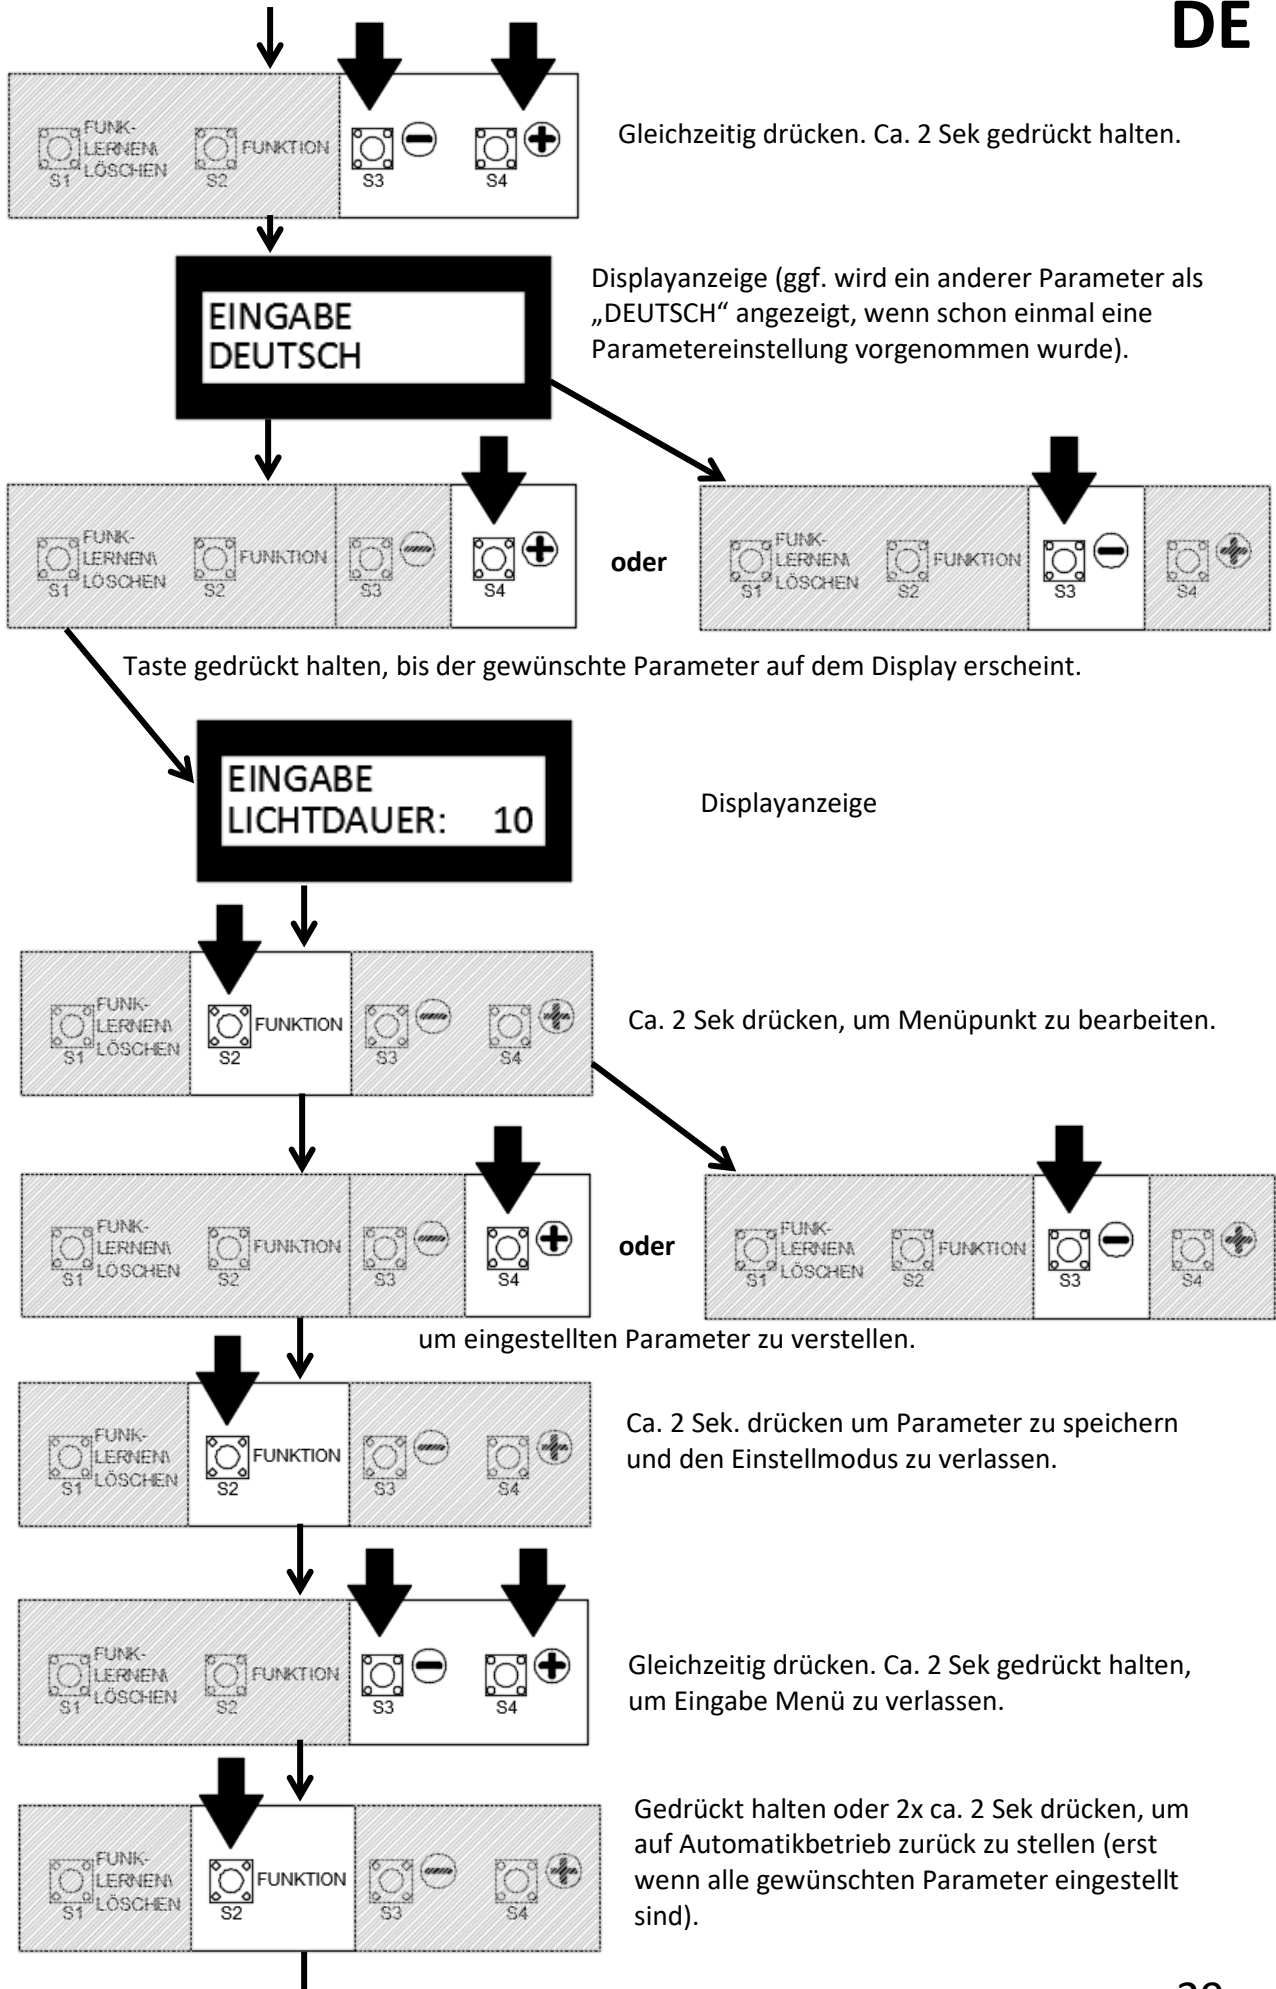 DE
FUNK-
LERNEN\
LÖSCHEN
S1
FUNKTION
S2
S3
S4
Gleichzeitig drücken. Ca. 2 Sek gedrückt halten.
EINGABE
DEUTSCH
Displayanzeige (ggf. wird ein anderer Parameter als
„DEUTSCH“ angezeigt, wenn schon einmal eine
Parametereinstellung vorgenommen wurde).
FUNK-
LERNEN\
LÖSCHEN
S1
FUNKTION
S2
S3
S4
oder
FUNK-
LERNEN\
LÖSCHEN
S1
FUNKTION
S2
S3
S4
Taste gedrückt halten, bis der gewünschte Parameter auf dem Display erscheint.
EINGABE
LICHTDAUER: 10
Displayanzeige
FUNK-
LERNEN\
LÖSCHEN
S1
FUNKTION
S2
S3
S4
Ca. 2 Sek drücken, um Menüpunkt zu bearbeiten.
FUNK-
LERNEN\
LÖSCHEN
S1
FUNKTION
S2
S3
S4
oder
FUNK-
LERNEN\
LÖSCHEN
S1
FUNKTION
S2
S3
S4
um eingestellten Parameter zu verstellen.
FUNK-
LERNEN\
LÖSCHEN
S1
FUNKTION
S2
S3
S4
Ca. 2 Sek. drücken um Parameter zu speichern
und den Einstellmodus zu verlassen.
FUNK-
LERNEN\
LÖSCHEN
S1
FUNKTION
S2
S3
S4
Gleichzeitig drücken. Ca. 2 Sek gedrückt halten,
um Eingabe Menü zu verlassen.
FUNK-
LERNEN\
LÖSCHEN
S1
FUNKTION
S2
S3
S4
Gedrückt halten oder 2x ca. 2 Sek drücken, um
auf Automatikbetrieb zurück zu stellen (erst
wenn alle gewünschten Parameter eingestellt
sind).